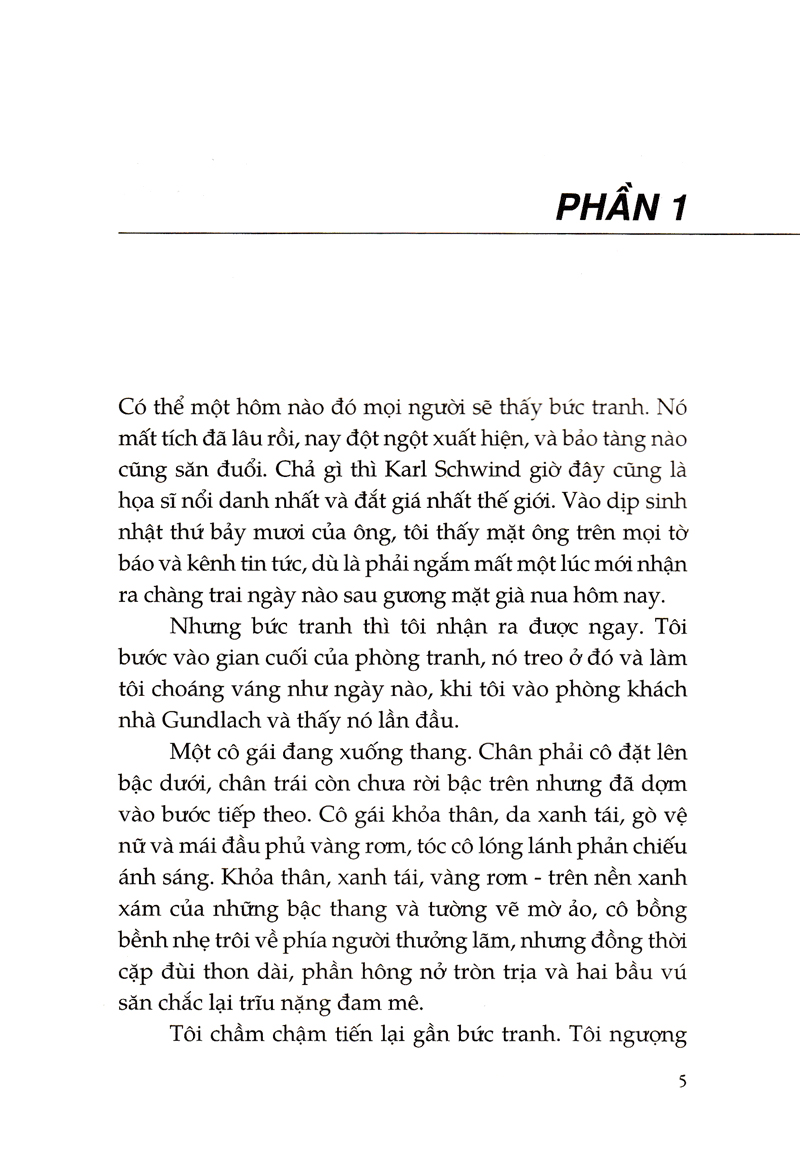 PHẦN 1
Có thể một hôm nào đó mọi người sẽ thấy bức tranh. Nó
mất tích đã lâu rồi, nay đột ngột xuất hiện, và bảo tàng nào
cũng săn đuổi. Chả gì thì Karl Schwind giờ đây cũng là
họa sĩ nổi danh nhất và đắt giá nhất thế giới. Vào dịp sinh
nhật thứ bảy mươi của ông, tôi thấy mặt ông trên mọi tờ
báo và kênh tin tức, dù là phải ngắm mất một lúc mới nhận
ra chàng trai ngày nào sau gương mặt già nua hôm nay.
Nhưng bức tranh thì tôi nhận ra được ngay. Tôi
bước vào gian cuối của phòng tranh, nó treo ở đó và làm
tôi choáng váng như ngày nào, khi tôi vào phòng khách
nhà Gundlach và thấy nó lần đầu.
Một cô gái đang xuống thang. Chân phải cô đặt lên
bậc dưới, chân trái còn chưa rời bậc trên nhưng đã dợm
vào bước tiếp theo. Cô gái khỏa thân, da xanh tái, gò vệ
nữ và mái đầu phủ vàng rơm, tóc cô lóng lánh phản chiếu
ánh sáng. Khỏa thân, xanh tái, vàng rơm - trên nền xanh
xám của những bậc thang và tường vẽ mờ ảo, cô bồng
bềnh nhẹ trôi về phía người thưởng lãm, nhưng đồng thời
cặp đùi thon dài, phần hông nở tròn trịa và hai bầu vú
săn chắc lại trĩu nặng đam mê.
Tôi chầm chậm tiến lại gần bức tranh. Tôi ngượng
5